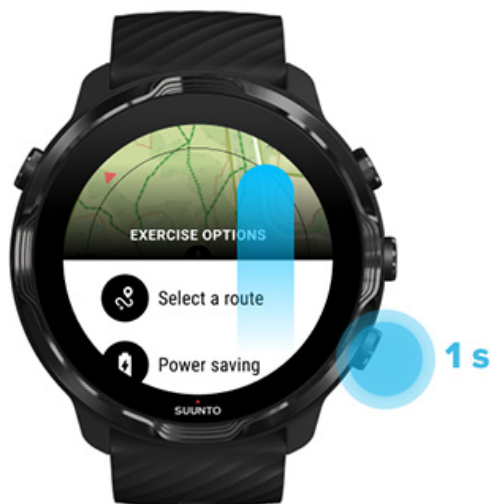 EXERCISE OPTIONS
Select a route
Power saving
SUUNTO
1 s